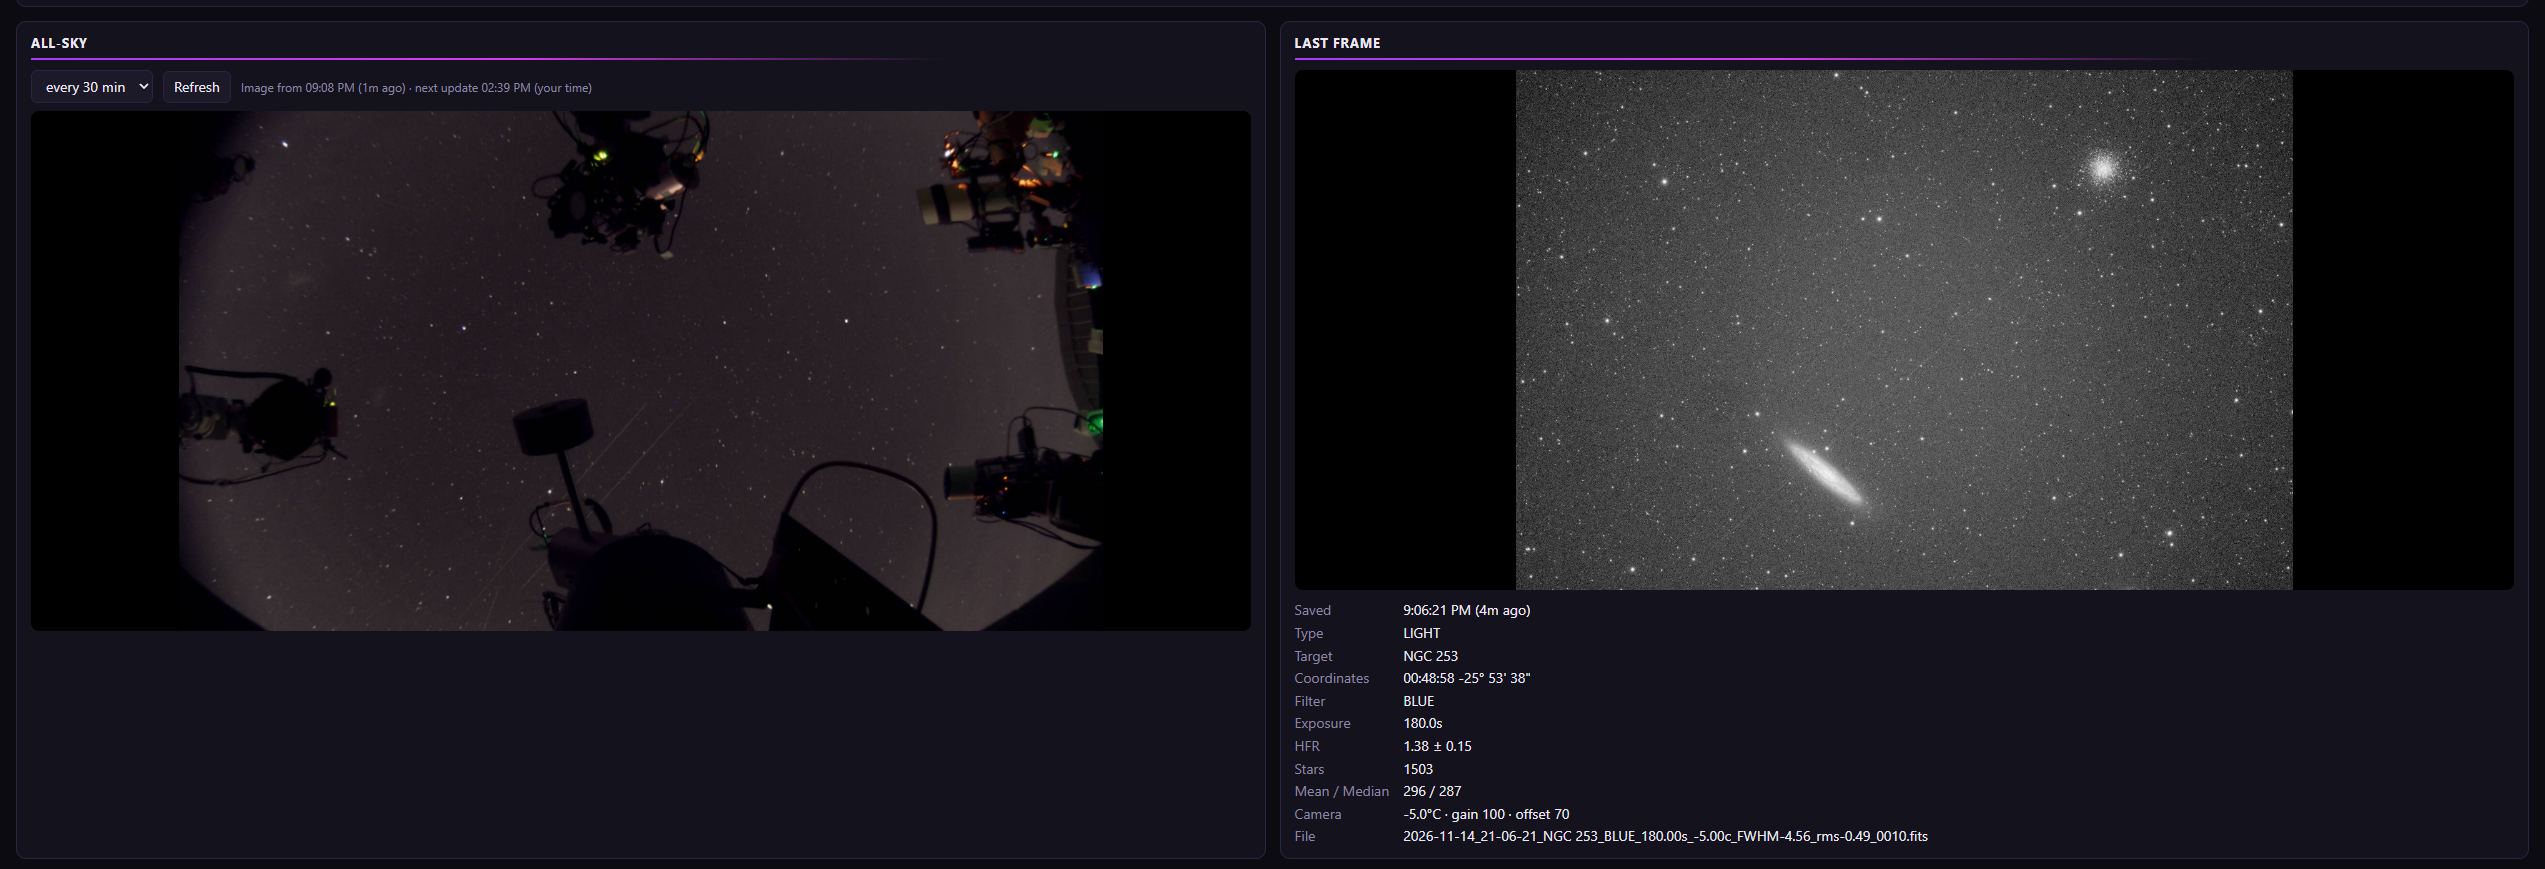 ALL-SKY
every 30 min Refresh Image from 09:08 PM (1m ago) · next update 02:39 PM (your time)
LAST FRAME
Saved 9:06:21 PM (4m ago)
Type LIGHT
Target NGC 253
Coordinates 00:48:58 -25° 53' 38"
Filter BLUE
Exposure 180.0s
HFR 1.38 ± 0.15
Stars 1503
Mean / Median 296 / 287
Camera -5.0°C · gain 100 · offset 70
File 2026-11-14_21-06-21_NGC 253_BLUE_180.00s_-5.00c_FWHM-4.56_rms-0.49_0010.fits